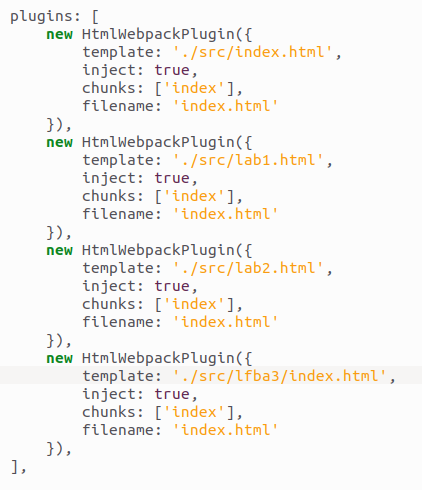 plugins: [
    new HtmlWebpackPlugin({
        template: './src/index.html',
        inject: true,
        chunks: ['index'],
        filename: 'index.html'
    }),
    new HtmlWebpackPlugin({
        template: './src/lab1.html',
        inject: true,
        chunks: ['index'],
        filename: 'index.html'
    }),
    new HtmlWebpackPlugin({
        template: './src/lab2.html',
        inject: true,
        chunks: ['index'],
        filename: 'index.html'
    }),
    new HtmlWebpackPlugin({
        template: './src/lfba3/index.html',
        inject: true,
        chunks: ['index'],
        filename: 'index.html'
    }),
],